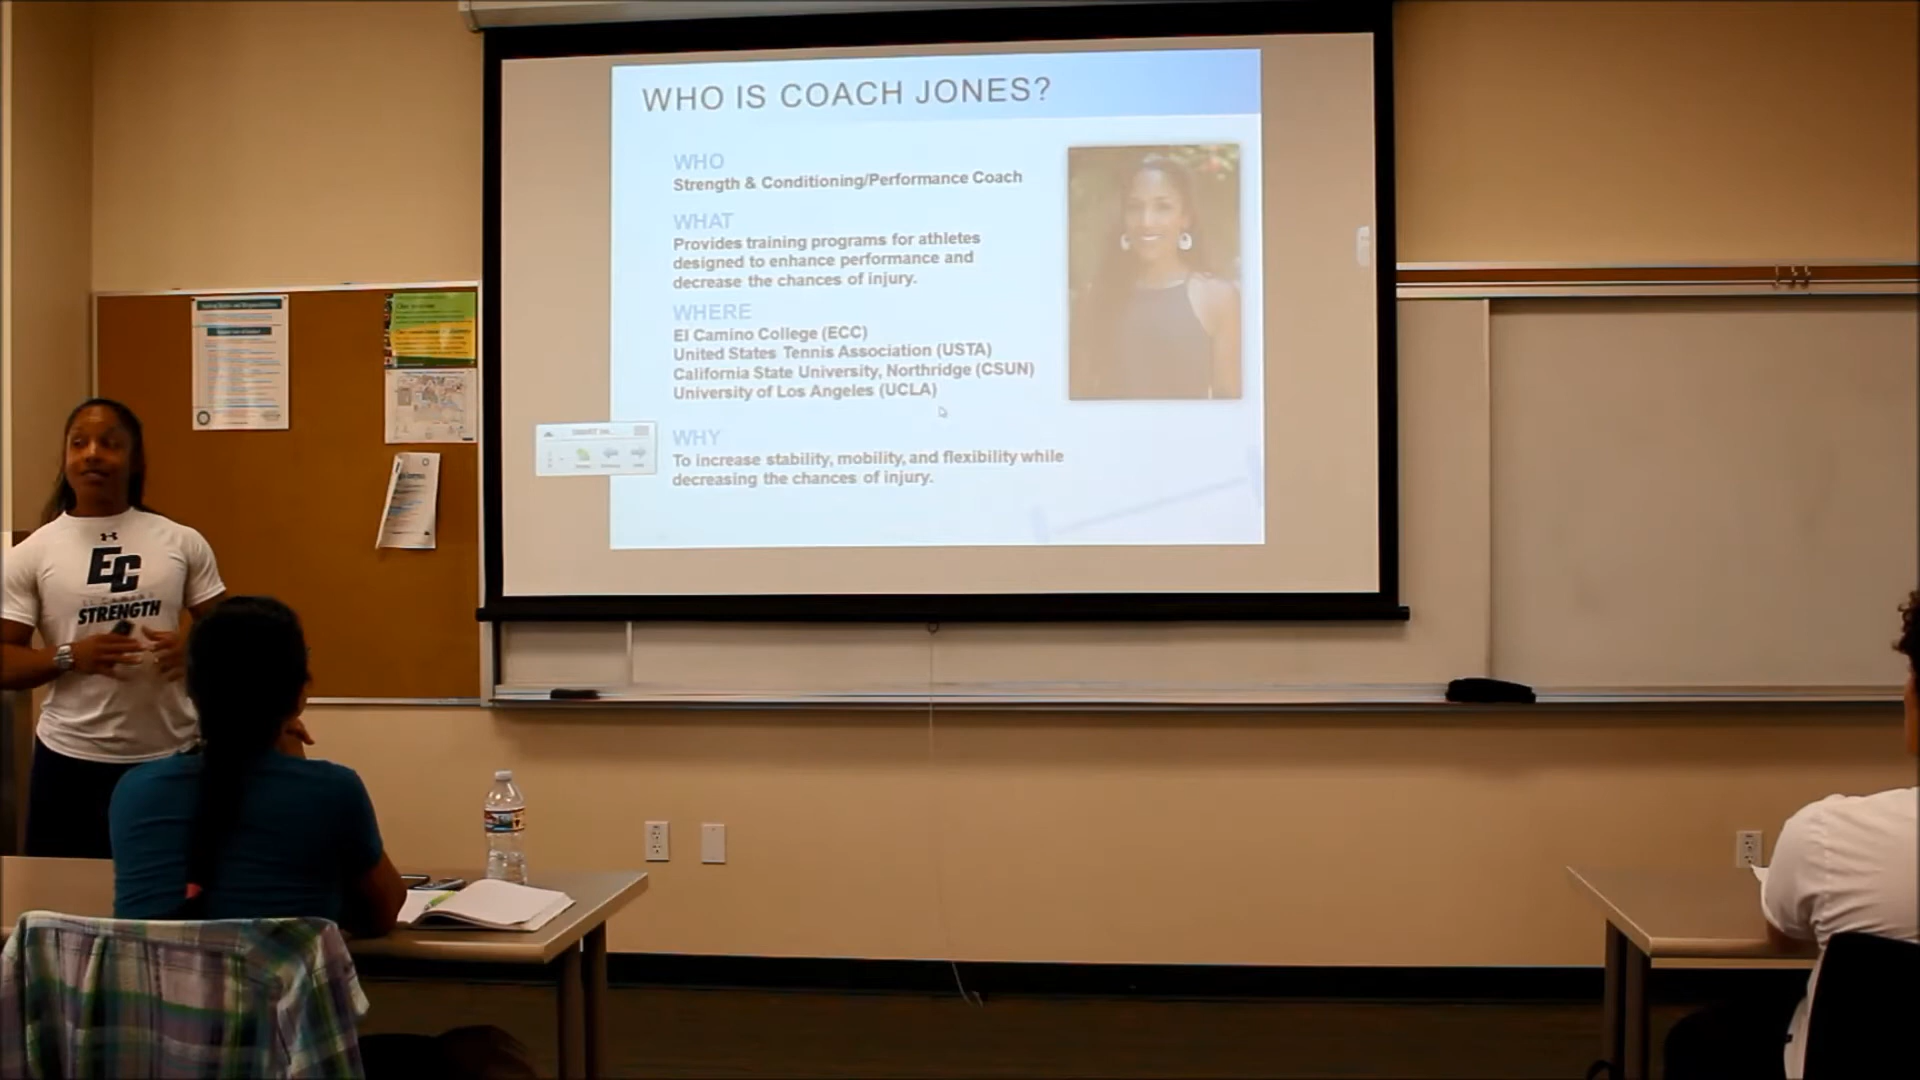 WHO IS COACH JONES?
WHO
Strength & Conditioning/Performance Coach
WHAT
Provides training programs for athletes
designed to enhance performance and
decrease the chances of injury.
WHERE
El Camino College (ECC)
United States Tennis Association (USTA)
California State University, Northridge (CSUN)
University of Los Angeles (UCLA)
WHY
To increase stability, mobility, and flexibility while
decreasing the chances of injury.
EC
STRENGTH